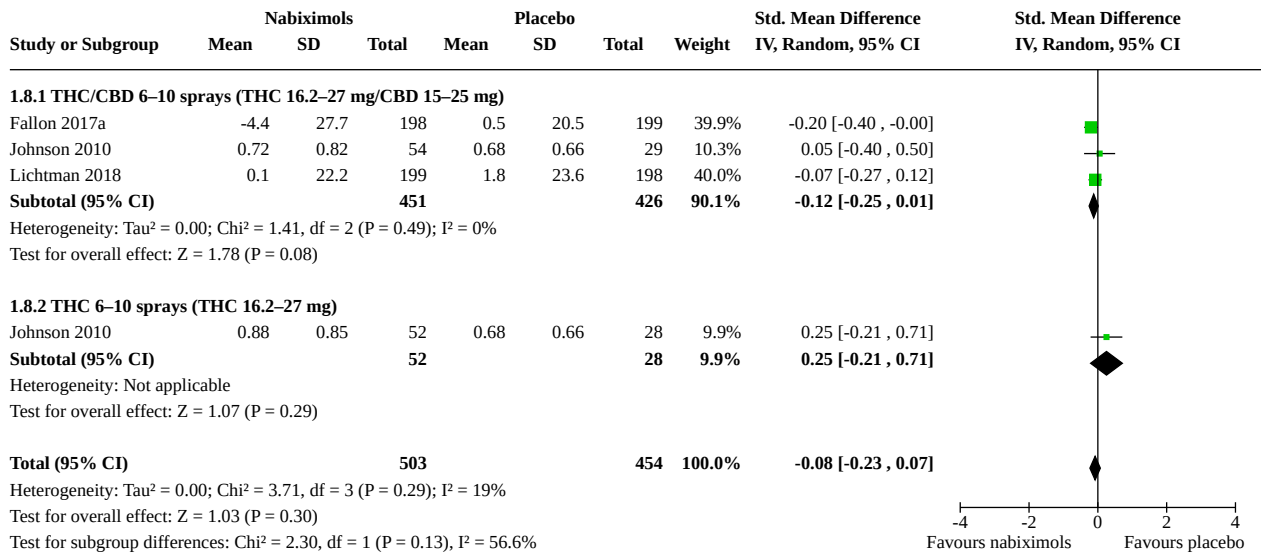 Nabiximols Placebo Std. Mean Difference Std. Mean Difference
Study or Subgroup Mean SD Total Mean SD Total Weight IV, Random, 95% CI IV, Random, 95% CI
1.8.1 THC/CBD 6–10 sprays (THC 16.2–27 mg/CBD 15–25 mg)
Fallon 2017a -4.4 27.7 198 0.5 20.5 199 39.9% -0.20 [-0.40 , -0.00]
Johnson 2010 0.72 0.82 54 0.68 0.66 29 10.3% 0.05 [-0.40 , 0.50]
Lichtman 2018 0.1 22.2 199 1.8 23.6 198 40.0% -0.07 [-0.27 , 0.12]
Subtotal (95% CI) 451 426 90.1% -0.12 [-0.25 , 0.01]
Heterogeneity: Tau² = 0.00; Chi² = 1.41, df = 2 (P = 0.49); I² = 0%
Test for overall effect: Z = 1.78 (P = 0.08)
1.8.2 THC 6–10 sprays (THC 16.2–27 mg)
Johnson 2010 0.88 0.85 52 0.68 0.66 28 9.9% 0.25 [-0.21 , 0.71]
Subtotal (95% CI) 52 28 9.9% 0.25 [-0.21 , 0.71]
Heterogeneity: Not applicable
Test for overall effect: Z = 1.07 (P = 0.29)
Total (95% CI) 503 454 100.0% -0.08 [-0.23 , 0.07]
Heterogeneity: Tau² = 0.00; Chi² = 3.71, df = 3 (P = 0.29); I² = 19%
Test for overall effect: Z = 1.03 (P = 0.30)
Test for subgroup differences: Chi² = 2.30, df = 1 (P = 0.13), I² = 56.6%
-4 -2 0 2 4
Favours nabiximols Favours placebo